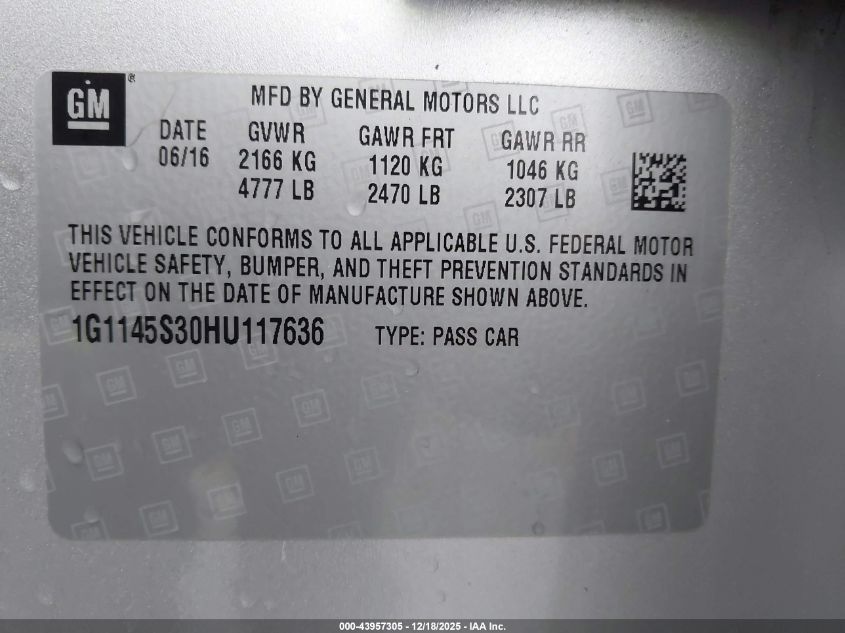 GM®
MFD BY GENERAL MOTORS LLC
DATE GVWR GAWR FRT GAWR RR
06/16 2166 KG 1120 KG 1046 KG
4777 LB 2470 LB 2307 LB
THIS VEHICLE CONFORMS TO ALL APPLICABLE U.S. FEDERAL MOTOR
VEHICLE SAFETY, BUMPER, AND THEFT PREVENTION STANDARDS IN
EFFECT ON THE DATE OF MANUFACTURE SHOWN ABOVE.
1G1145S30HU117636 TYPE: PASS CAR
000-43957305 - 12/18/2025 - IAA Inc.